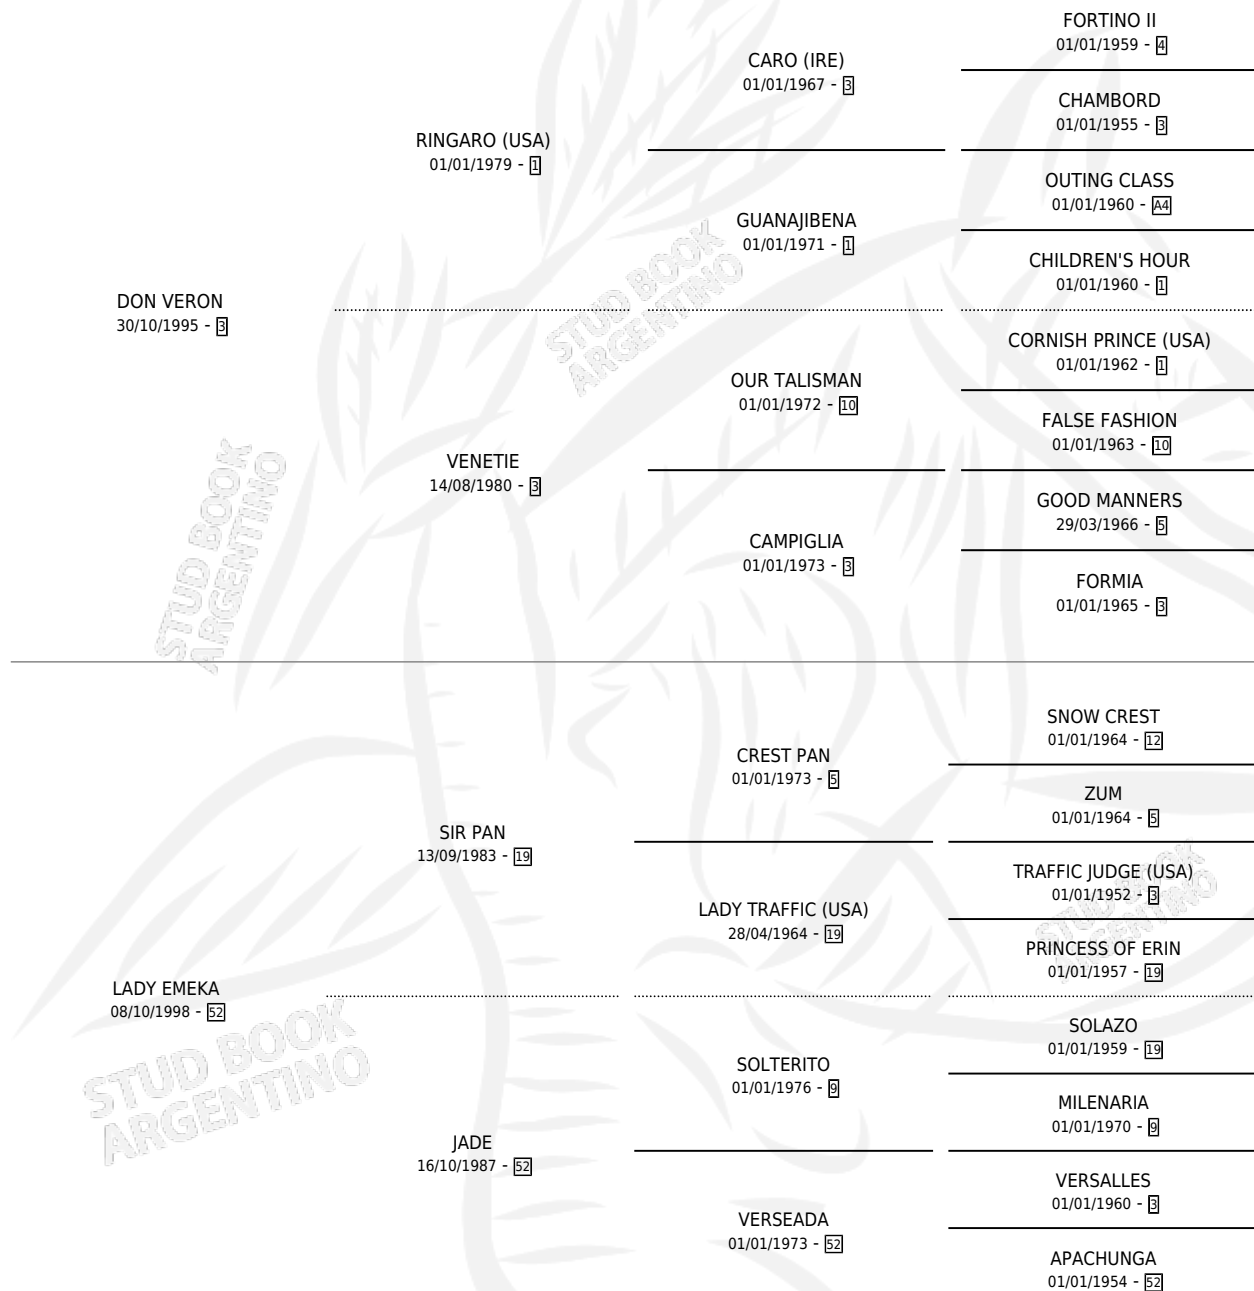 FORTINO II
01/01/1959 - 4
CARO (IRE)
01/01/1967 - 3
CHAMBORD
01/01/1955 - 3
RINGARO (USA)
01/01/1979 - 1
OUTING CLASS
01/01/1960 - A4
GUANAJIBENA
01/01/1971 - 1
CHILDREN'S HOUR
01/01/1960 - 1
DON VERON
30/10/1995 - 3
CORNISH PRINCE (USA)
01/01/1962 - 1
OUR TALISMAN
01/01/1972 - 10
FALSE FASHION
01/01/1963 - 10
VENETIE
14/08/1980 - 3
GOOD MANNERS
29/03/1966 - 5
CAMPIGLIA
01/01/1973 - 3
FORMIA
01/01/1965 - 3
SNOW CREST
01/01/1964 - 12
CREST PAN
01/01/1973 - 5
ZUM
01/01/1964 - 5
SIR PAN
13/09/1983 - 19
TRAFFIC JUDGE (USA)
01/01/1952 - 3
LADY TRAFFIC (USA)
28/04/1964 - 19
PRINCESS OF ERIN
01/01/1957 - 19
LADY EMEKA
08/10/1998 - 52
SOLAZO
01/01/1959 - 19
SOLTERITO
01/01/1976 - 9
MILENARIA
01/01/1970 - 9
JADE
16/10/1987 - 52
VERSALLES
01/01/1960 - 3
VERSEADA
01/01/1973 - 52
APACHUNGA
01/01/1954 - 52
STUD BOOK
ARGENTINO
STUD BOOK
ARGENTINO
STUD BOOK
ARGENTINO
STUD BOOK
ARGENTINO